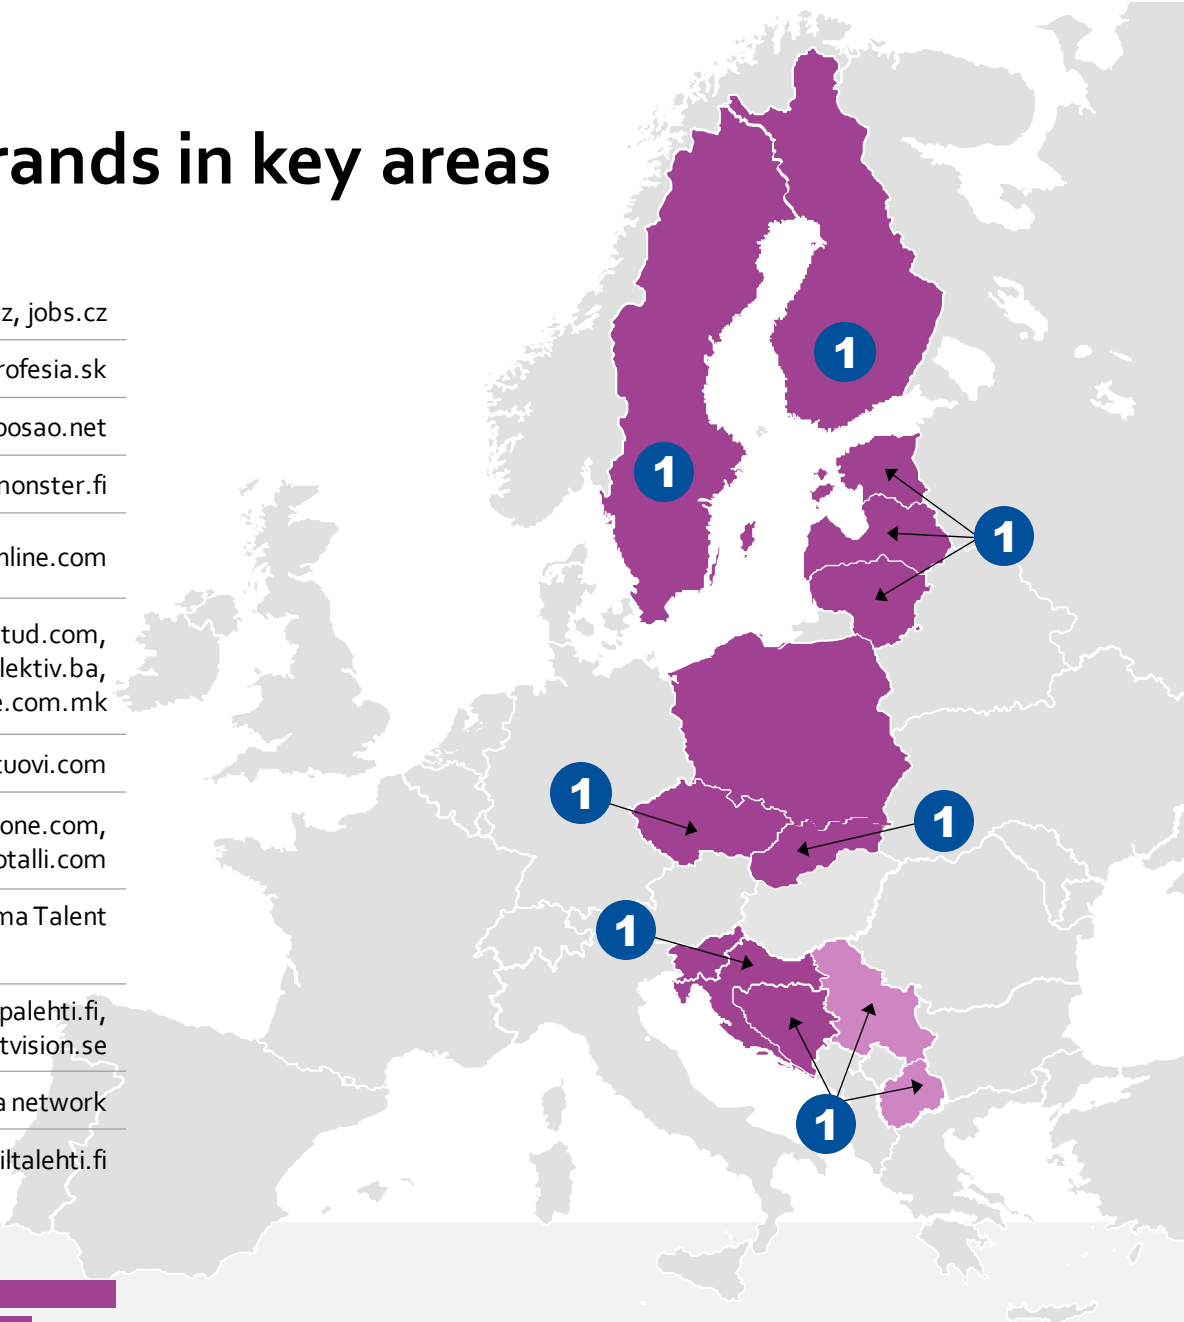 rands in key areas
z, jobs.cz
rofesia.sk
posao.net
nonster.fi
nline.com
tud.com,
lektiv.ba,
e.com.mk
tuovi.com
one.com,
otalli.com
ma Talent
palehti.fi,
tvision.se
a network
iltalehti.fi
1
1
1
1
1
1
1